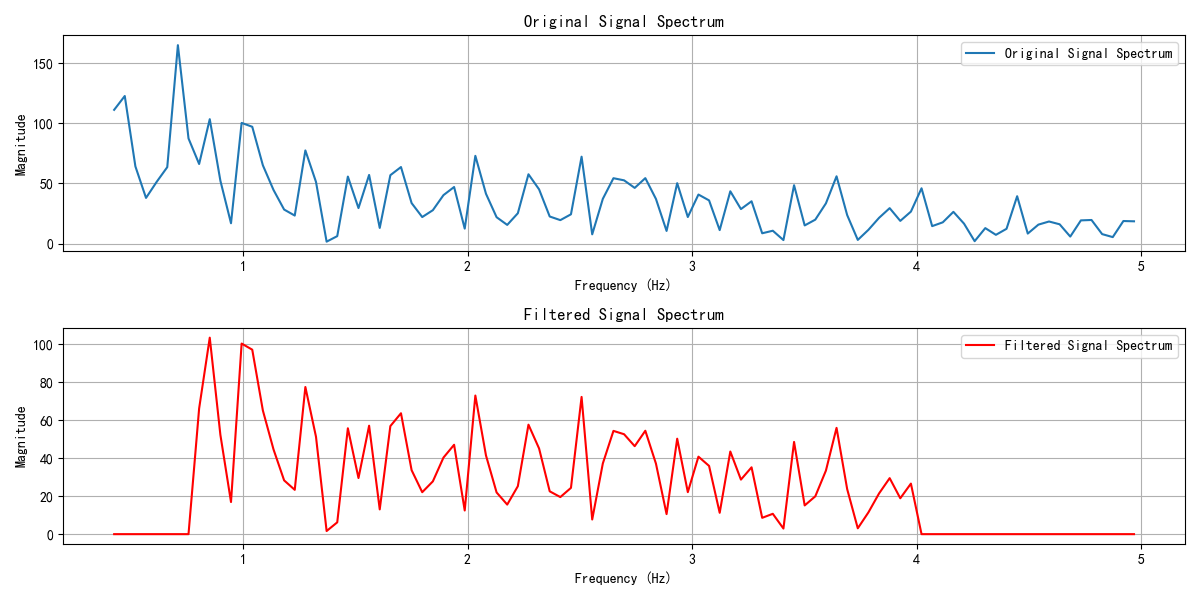 Original Signal Spectrum
Original Signal Spectrum
150
100
50
0
Magnitude
1 2 3 4 5
Frequency (Hz)
Filtered Signal Spectrum
Filtered Signal Spectrum
100
80
60
40
20
0
Magnitude
1 2 3 4 5
Frequency (Hz)